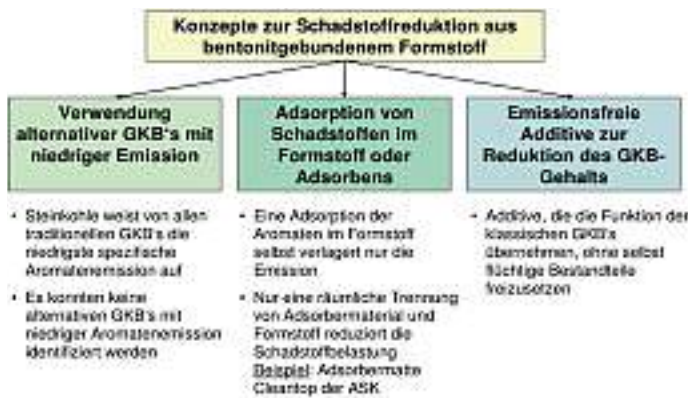 Konzepte zur Schadstoffreduktion aus
bentonitgebundenem Formstoff
Verwendung
alternativer GKB's mit
niedriger Emission
Adsorption von
Schadstoffen im
Formstoff oder
Adsorbens
Emissionsfreie
Additive zur
Reduktion des GKB-
Gehalts
• Steinkohle weist von allen
traditionellen GKB's die
niedrigste spezifische
Aromatenemission auf
• Es konnten keine
alternativen GKB's mit
niedriger Aromatenemission
identifiziert werden
• Eine Adsorption der
Aromaten im Formstoff
selbst verlagert nur die
Emission
• Nur eine räumliche Trennung
von Adsorbermaterial und
Formstoff reduziert die
Schadstoffbelastung
Beispiel: Adsorbermatte
Cleantop der ASK
• Additive, die die Funktion der
klassischen GKB's
übernehmen, ohne selbst
flüchtige Bestandteile
freizusetzen